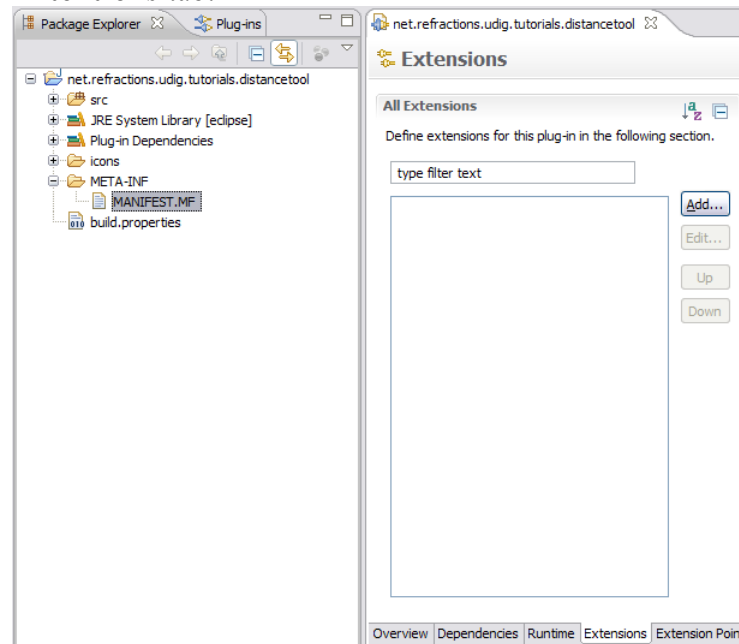 Package Explorer
Plug-ins
net.refractions.udig.tutorials.distancetool
src
JRE System Library [eclipse]
Plug-in Dependencies
icons
META-INF
MANIFEST.MF
build.properties
net.refractions.udig.tutorials.distancetool
Extensions
All Extensions
Define extensions for this plug-in in the following section.
type filter text
Add...
Edit...
Up
Down
Overview Dependencies Runtime Extensions Extension Poin